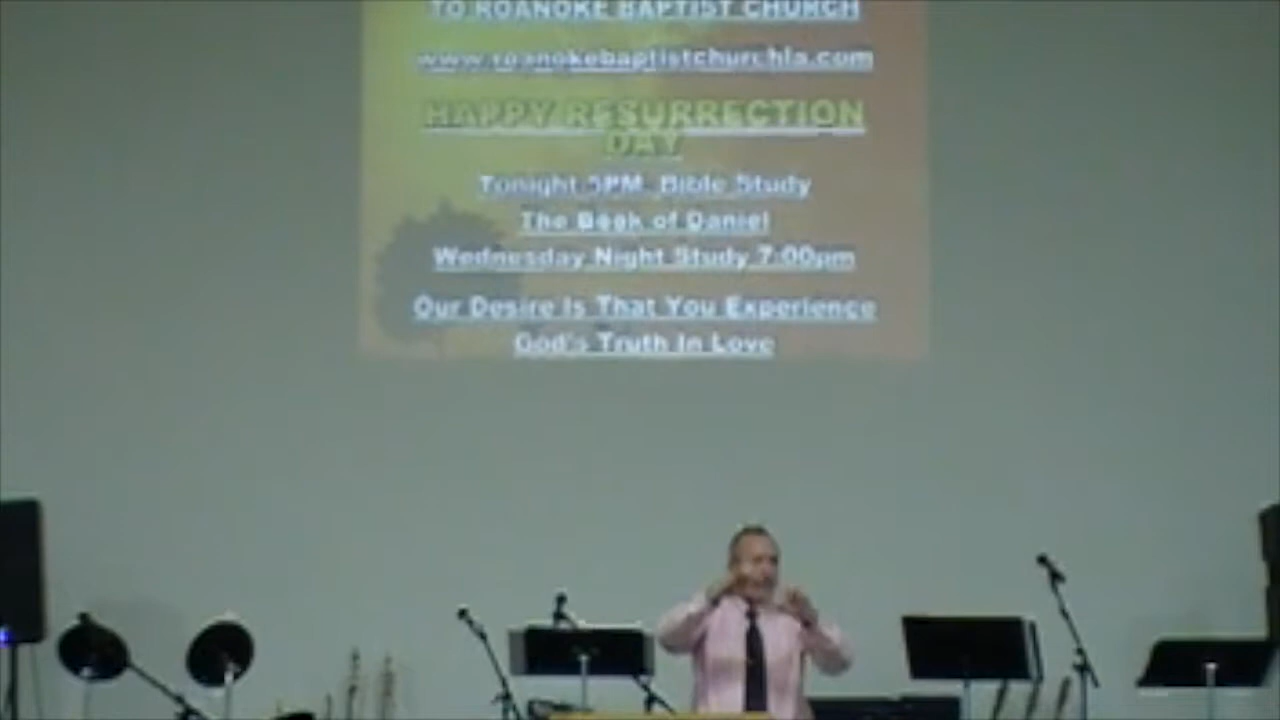 TO ROANOKE BAPTIST CHURCH
www.roanokebaptistchurchla.com
HAPPY RESURRECTION
DAY
Tonight 5PM Bible Study
The Book of Daniel
Wednesday Night Study 7:00pm
Our Desire Is That You Experience
God's Truth In Love